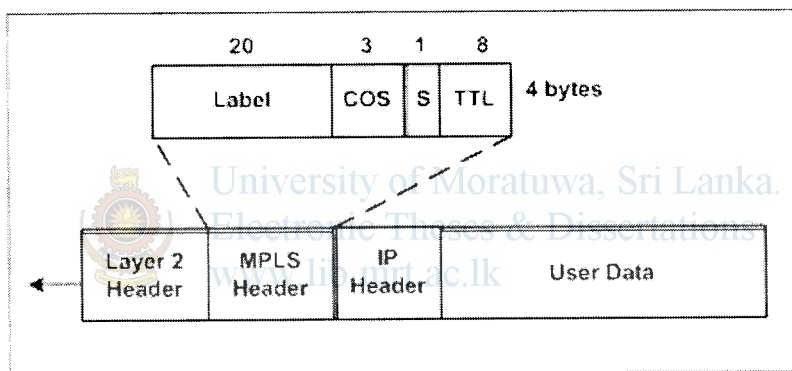 20 3 1 8
Label COS S TTL 4 bytes
University of Moratuwa, Sri Lanka.
Electronic Theses & Dissertations
www.lib.mrt.ac.lk
Layer 2
Header
MPLS
Header
IP
Header
User Data